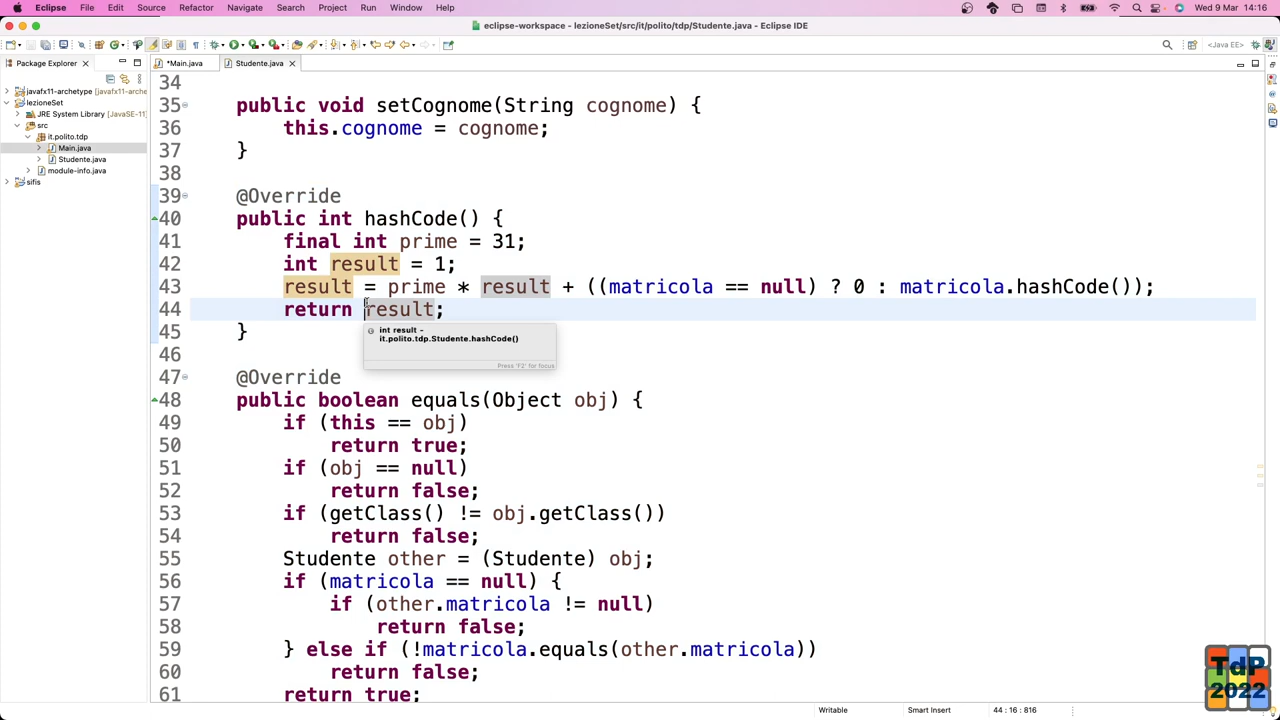 Eclipse File Edit Source Refactor Navigate Search Project Run Window Help Wed 9 Mar 14:16
eclipse-workspace - lezioneSet/src/it/polito/tdp/Studente.java - Eclipse IDE
<Java EE>
Package Explorer
*Main.java Studente.java
javafx11-archetype (javafx11-arche
lezioneSet
JRE System Library [JavaSE-11]
src
it.polito.tdp
Main.java
Studente.java
module-info.java
sifis
34
35 public void setCognome(String cognome) {
36 this.cognome = cognome;
37 }
38
39 @Override
40 public int hashCode() {
41 final int prime = 31;
42 int result = 1;
43 result = prime * result + ((matricola == null) ? 0 : matricola.hashCode());
44 return result;
45 }
int result -
it.polito.tdp.Studente.hashCode()
Press 'F2' for focus
46
47 @Override
48 public boolean equals(Object obj) {
49 if (this == obj)
50 return true;
51 if (obj == null)
52 return false;
53 if (getClass() != obj.getClass())
54 return false;
55 Studente other = (Studente) obj;
56 if (matricola == null) {
57 if (other.matricola != null)
58 return false;
59 } else if (!matricola.equals(other.matricola))
60 return false;
61 return true;
TdP
2022
Writable Smart Insert 44 : 16 : 816